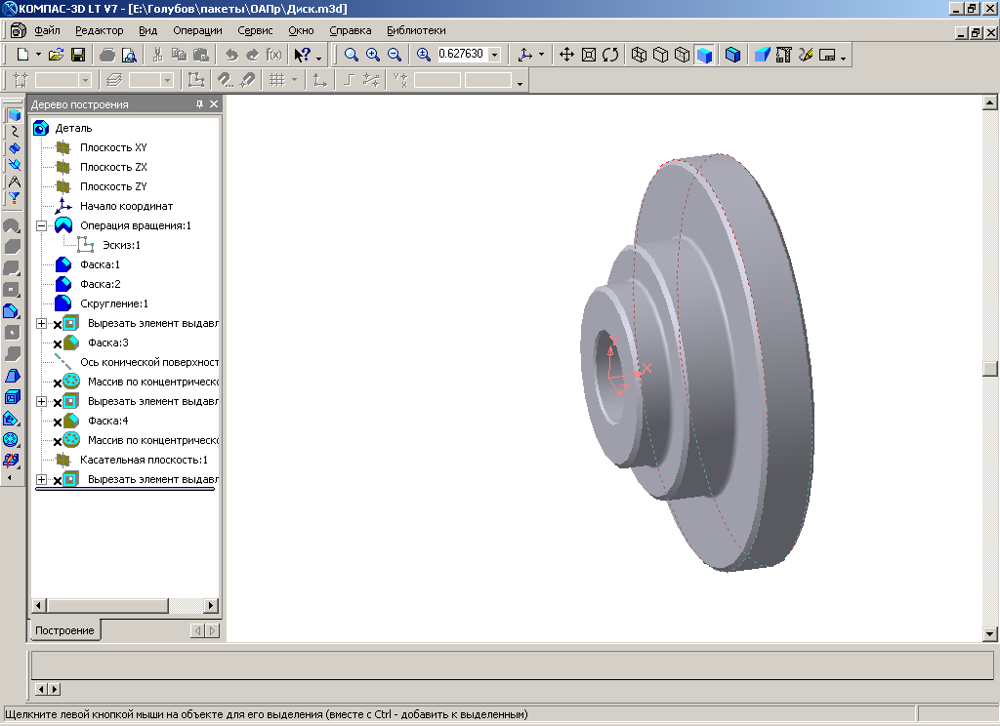 КОМПАС-3D LT V7 - [E:\Голубов\пакеты\ОАПр\Диск.m3d]
Файл Редактор Вид Операции Сервис Окно Справка Библиотеки
f(x) 0.627630
Дерево построения
Деталь
Плоскость XY
Плоскость ZX
Плоскость ZY
Начало координат
Операция вращения:1
Эскиз:1
Фаска:1
Фаска:2
Скругление:1
Вырезать элемент выдавл
Фаска:3
Ось конической поверхност
Массив по концентрическо
Вырезать элемент выдавл
Фаска:4
Массив по концентрическо
Касательная плоскость:1
Вырезать элемент выдавл
Y
X
Z
Построение
Щелкните левой кнопкой мыши на объекте для его выделения (вместе с Ctrl - добавить к выделенным)